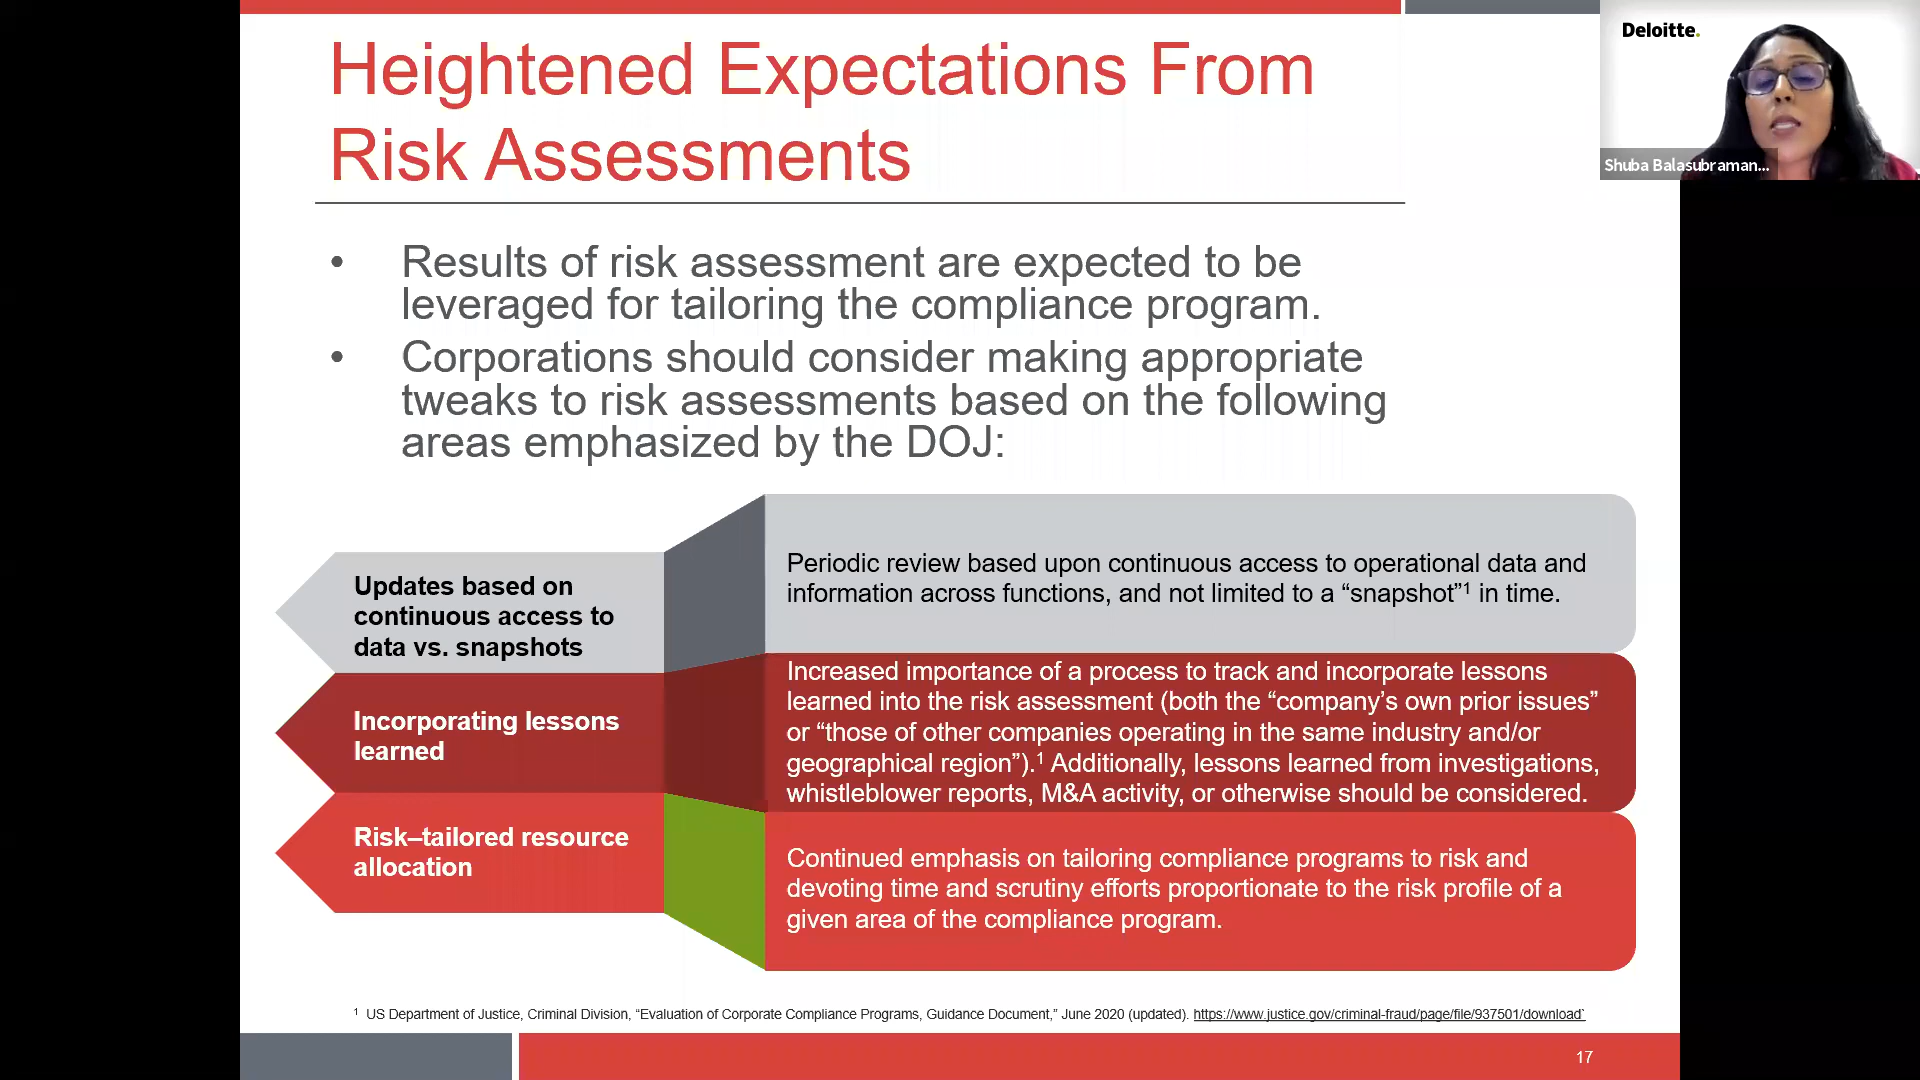 Heightened Expectations From
Risk Assessments
Deloitte.
Shuba Balasubraman...
• Results of risk assessment are expected to be
leveraged for tailoring the compliance program.
• Corporations should consider making appropriate
tweaks to risk assessments based on the following
areas emphasized by the DOJ:
Updates based on
continuous access to
data vs. snapshots
Periodic review based upon continuous access to operational data and
information across functions, and not limited to a “snapshot”¹ in time.
Incorporating lessons
learned
Increased importance of a process to track and incorporate lessons
learned into the risk assessment (both the “company’s own prior issues”
or “those of other companies operating in the same industry and/or
geographical region”).¹ Additionally, lessons learned from investigations,
whistleblower reports, M&A activity, or otherwise should be considered.
Risk–tailored resource
allocation
Continued emphasis on tailoring compliance programs to risk and
devoting time and scrutiny efforts proportionate to the risk profile of a
given area of the compliance program.
¹ US Department of Justice, Criminal Division, “Evaluation of Corporate Compliance Programs, Guidance Document,” June 2020 (updated). https://www.justice.gov/criminal-fraud/page/file/937501/download`
17